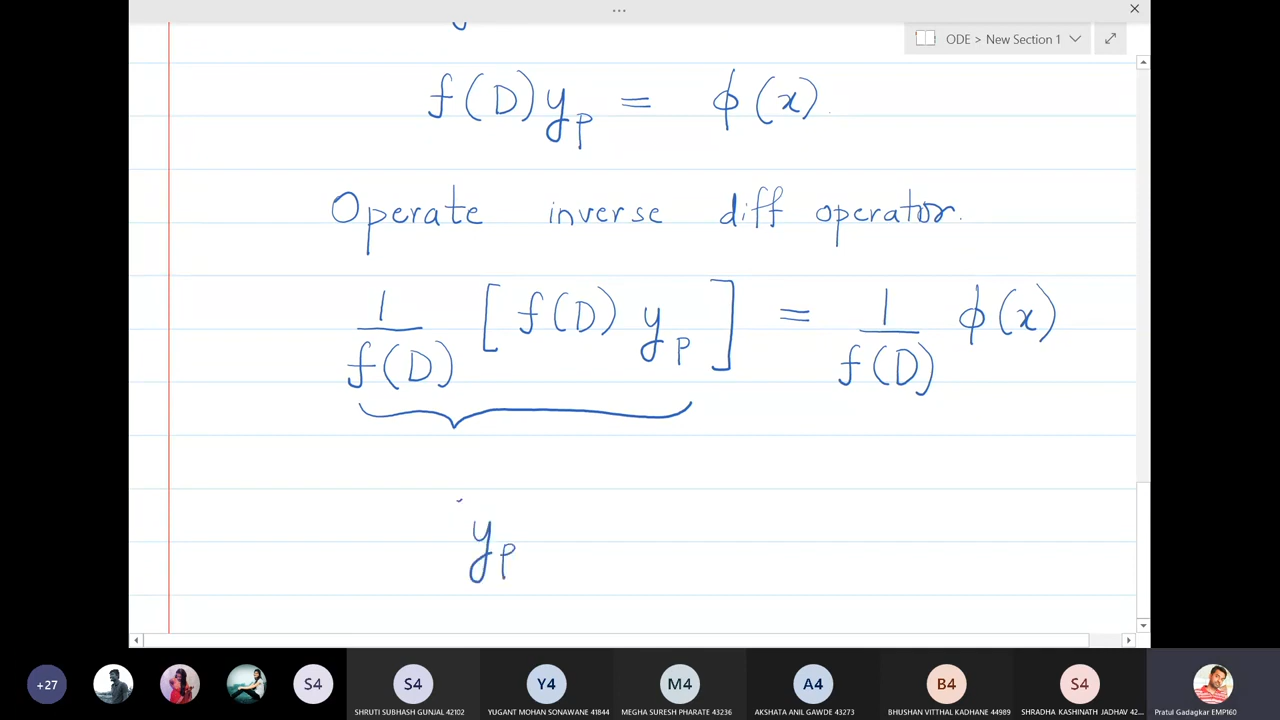 ...
ODE > New Section 1
f(D) y_p = ϕ(x).
Operate inverse diff operator.
1/f(D) [ f(D) y_p ] = 1/f(D) ϕ(x)
y_p
+27
S4
S4
Y4
M4
A4
B4
S4
SHRUTI SUBHASH GUNJAL 42102
YUGANT MOHAN SONAWANE 41844
MEGHA SURESH PHARATE 43236
AKSHATA ANIL GAWDE 43273
BHUSHAN VITTHAL KADHANE 44989
SHRADHA KASHINATH JADHAV 42...
Pratul Gadagkar EMP160